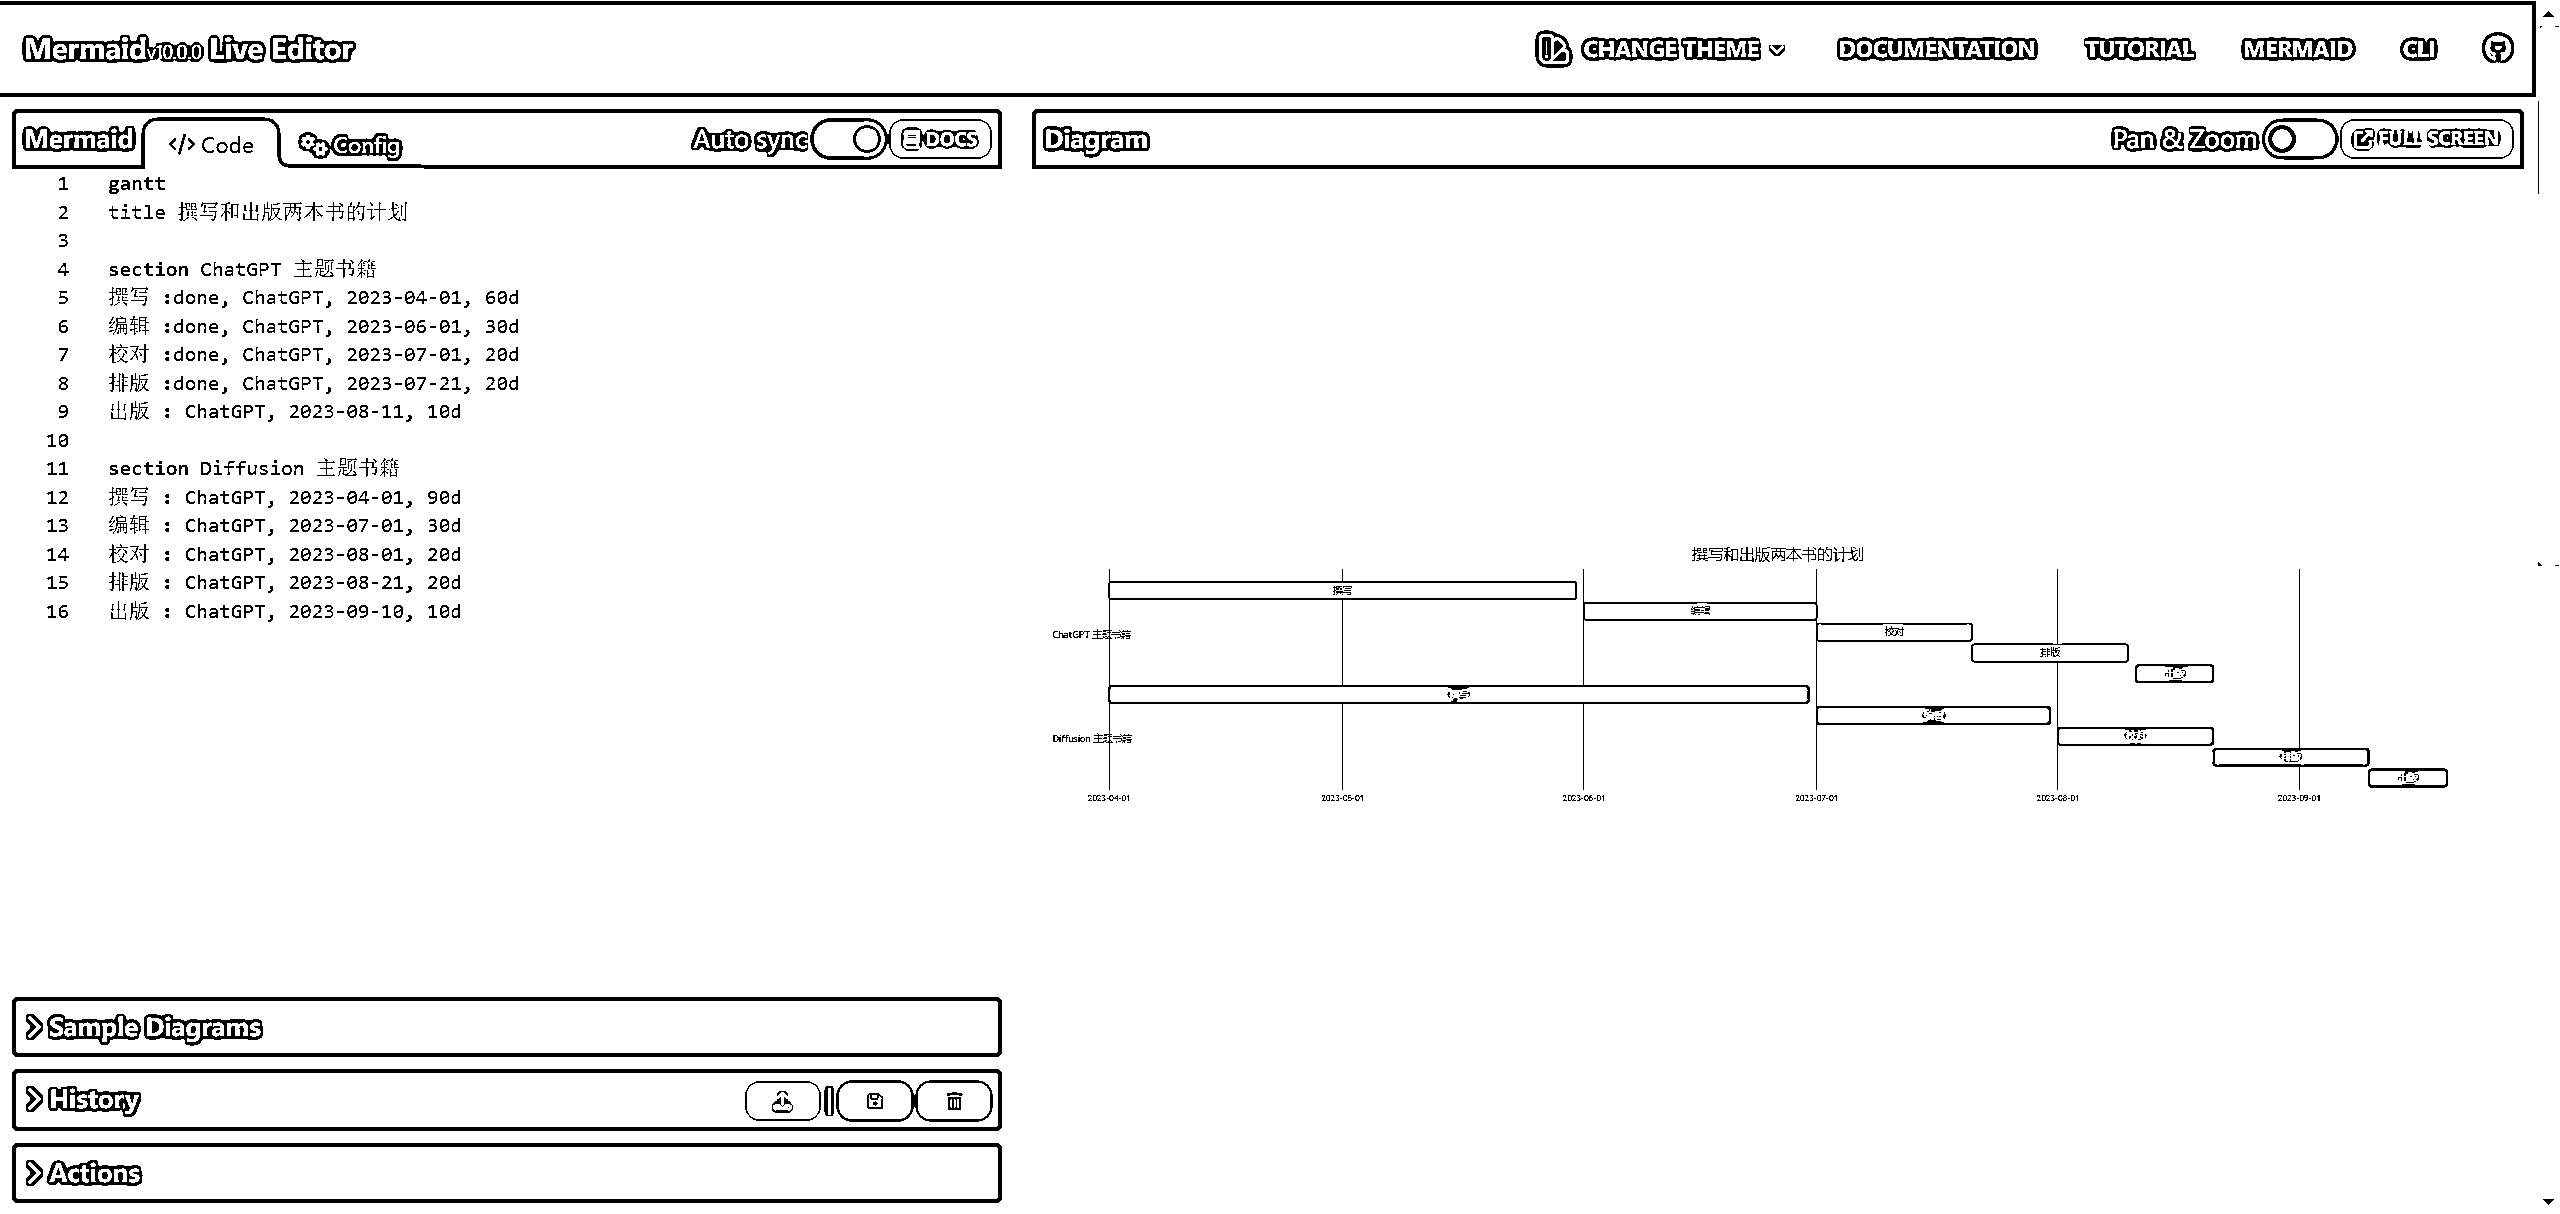 Mermaid v10.0.0 Live Editor
CHANGE THEME
DOCUMENTATION
TUTORIAL
MERMAID
CLI
Mermaid
</> Code
Config
Auto sync
DOCS
1 gantt
2 title 撰写和出版两本书的计划
3
4 section ChatGPT 主题书籍
5 撰写 :done, ChatGPT, 2023-04-01, 60d
6 编辑 :done, ChatGPT, 2023-06-01, 30d
7 校对 :done, ChatGPT, 2023-07-01, 20d
8 排版 :done, ChatGPT, 2023-07-21, 20d
9 出版 : ChatGPT, 2023-08-11, 10d
10
11 section Diffusion 主题书籍
12 撰写 : ChatGPT, 2023-04-01, 90d
13 编辑 : ChatGPT, 2023-07-01, 30d
14 校对 : ChatGPT, 2023-08-01, 20d
15 排版 : ChatGPT, 2023-08-21, 20d
16 出版 : ChatGPT, 2023-09-10, 10d
Sample Diagrams
History
Actions
Diagram
Pan & Zoom
FULL SCREEN
撰写和出版两本书的计划
撰写
编辑
ChatGPT 主题书籍
校对
排版
Diffusion 主题书籍
2023-04-01
2023-05-01
2023-06-01
2023-07-01
2023-08-01
2023-09-01